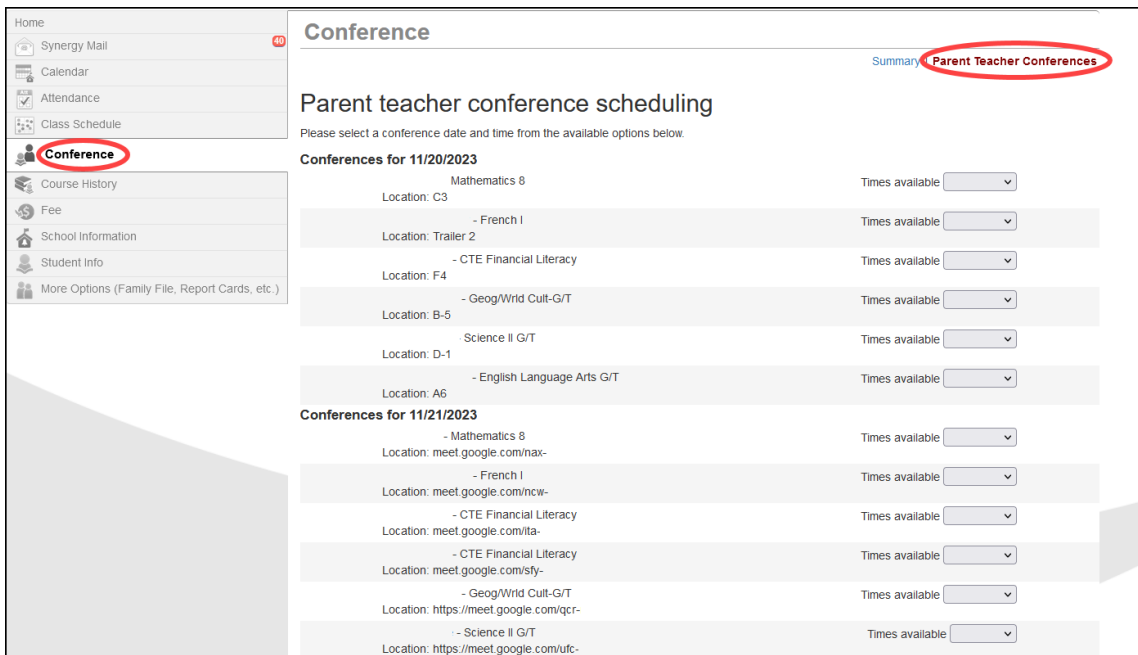 Home
Synergy Mail
40
Calendar
Attendance
Class Schedule
Conference
Course History
Fee
School Information
Student Info
More Options (Family File, Report Cards, etc.)
Conference
Summary | Parent Teacher Conferences
Parent teacher conference scheduling
Please select a conference date and time from the available options below.
Conferences for 11/20/2023
Mathematics 8 Times available
Location: C3
- French I Times available
Location: Trailer 2
- CTE Financial Literacy Times available
Location: F4
- Geog/Wrld Cult-G/T Times available
Location: B-5
Science II G/T Times available
Location: D-1
- English Language Arts G/T Times available
Location: A6
Conferences for 11/21/2023
- Mathematics 8 Times available
Location: meet.google.com/nax-
- French I Times available
Location: meet.google.com/ncw-
- CTE Financial Literacy Times available
Location: meet.google.com/ita-
- CTE Financial Literacy Times available
Location: meet.google.com/sfy-
- Geog/Wrld Cult-G/T Times available
Location: https://meet.google.com/qcr-
- Science II G/T Times available
Location: https://meet.google.com/ufc-